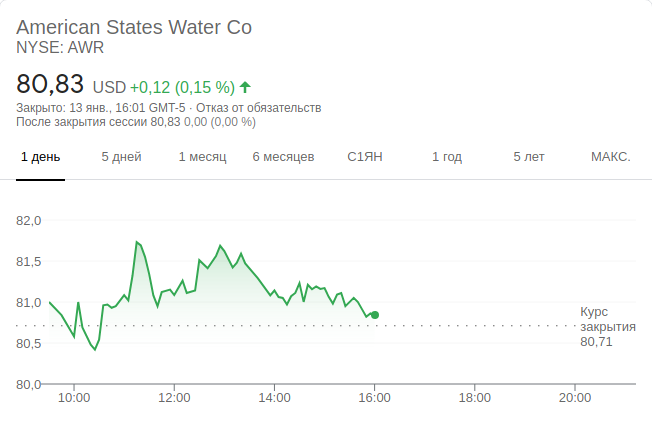 American States Water Co
NYSE: AWR
80,83 USD +0,12 (0,15 %)
Закрыто: 13 янв., 16:01 GMT-5 · Отказ от обязательств
После закрытия сессии 80,83 0,00 (0,00 %)
1 день 5 дней 1 месяц 6 месяцев С1ЯН 1 год 5 лет МАКС.
82,0
81,5
81,0
80,5
80,0
Курс
закрытия
80,71
10:00 12:00 14:00 16:00 18:00 20:00